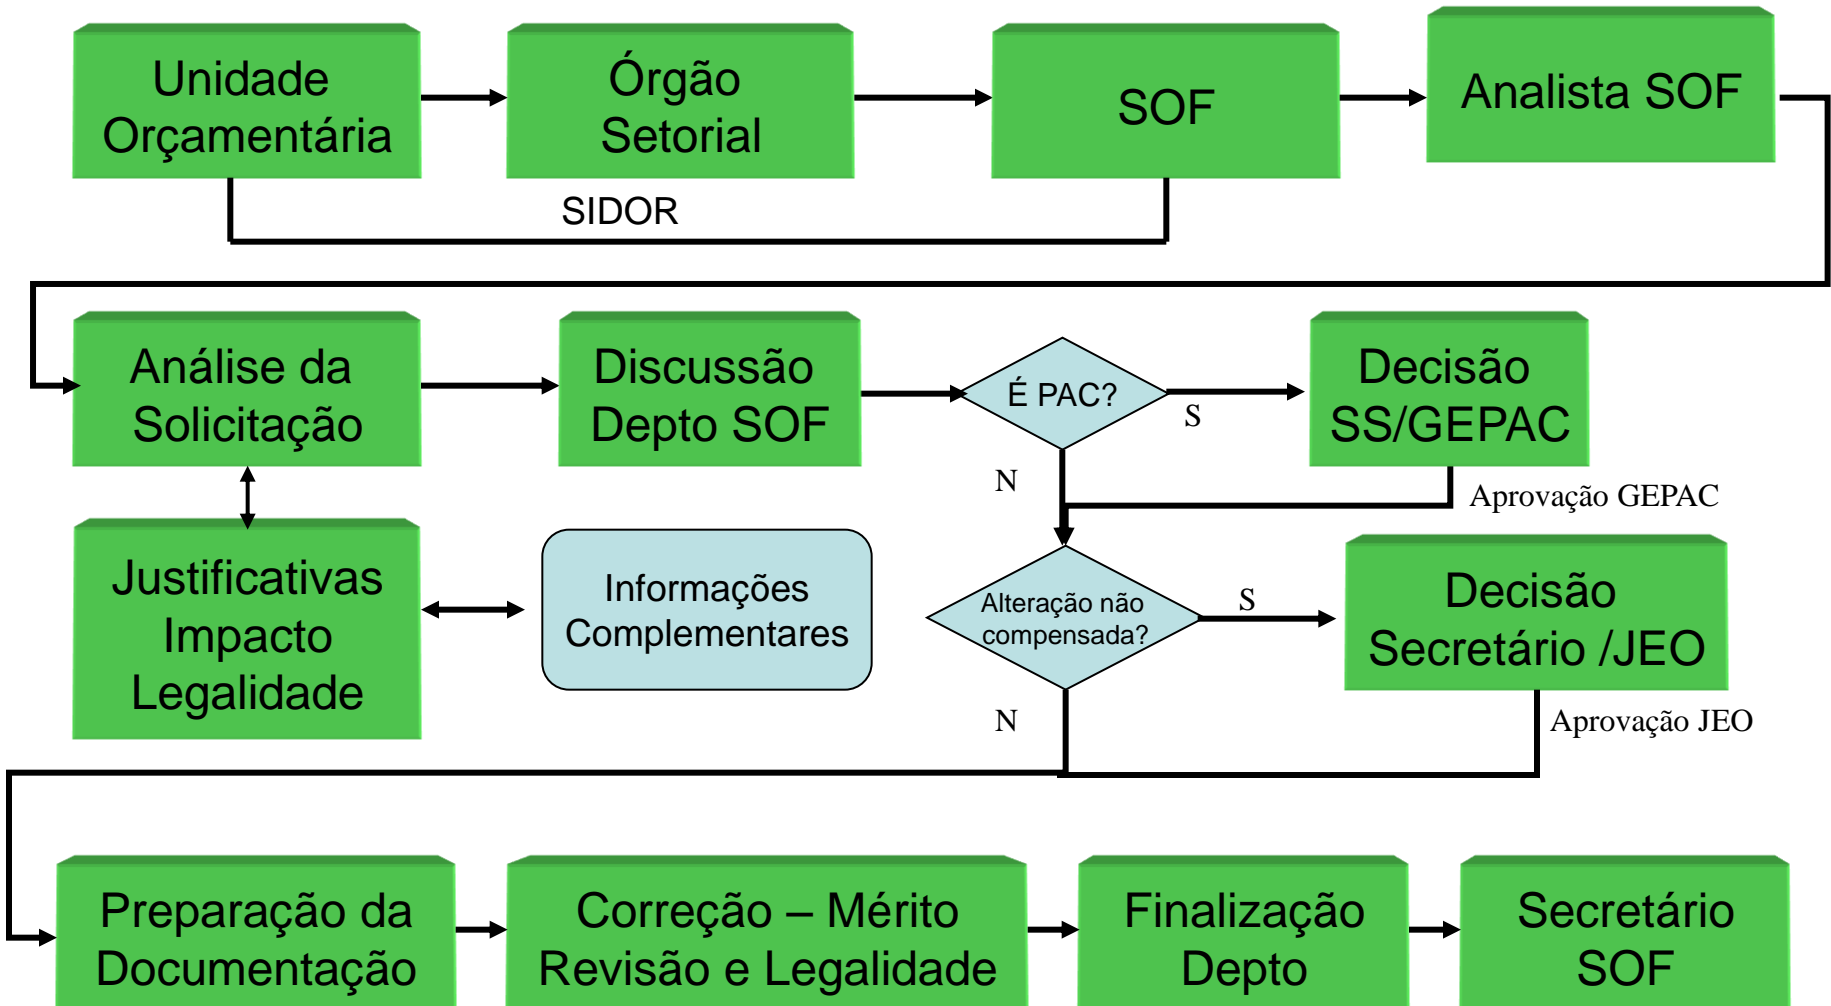 Unidade
Orçamentária
Órgão
Setorial
SOF
Analista SOF
SIDOR
Análise da
Solicitação
Discussão
Depto SOF
É PAC?
S
Decisão
SS/GEPAC
N
Aprovação GEPAC
Justificativas
Impacto
Legalidade
Informações
Complementares
Alteração não
compensada?
S
Decisão
Secretário /JEO
N
Aprovação JEO
Preparação da
Documentação
Correção – Mérito
Revisão e Legalidade
Finalização
Depto
Secretário
SOF